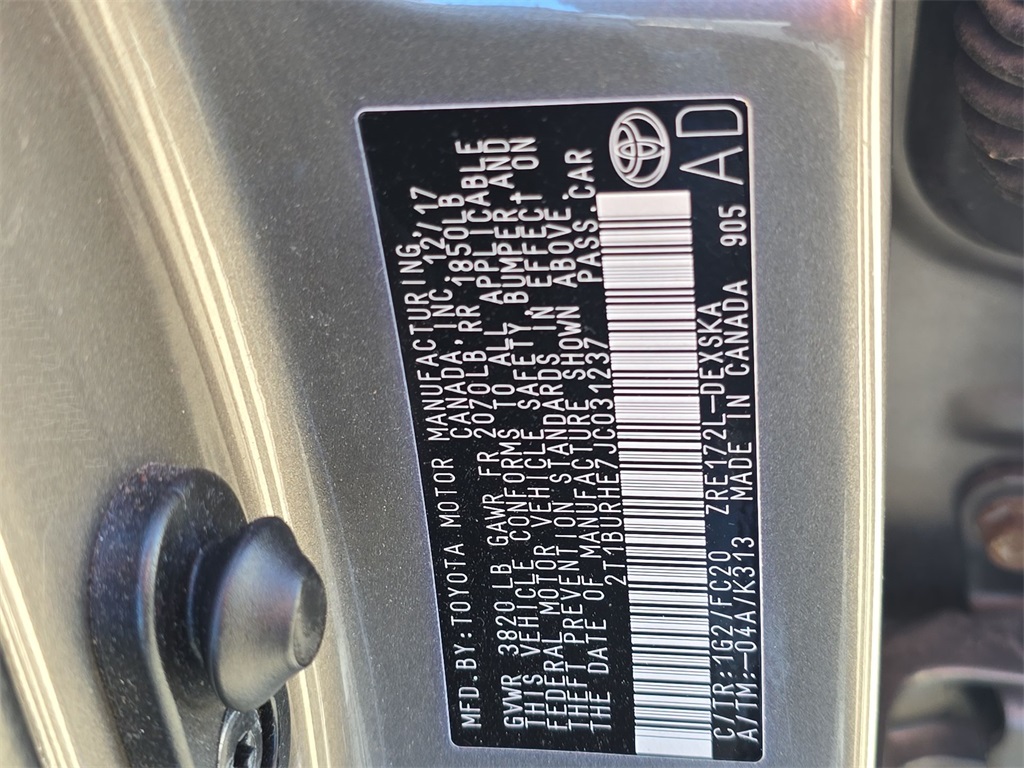 MFD.BY:TOYOTA MOTOR MANUFACTURING,
CANADA,INC. 12/17
GVWR 3820LB GAWR FR 2070LB,RR 1850LB
THIS VEHICLE CONFORMS TO ALL APPLICABLE
FEDERAL MOTOR VEHICLE SAFETY,BUMPER,AND
THEFT PREVENTION STANDARDS IN EFFECT ON
THE DATE OF MANUFACTURE SHOWN ABOVE.
2T1BURHE7JC031237 PASS.CAR
C/TR:1G2/FC20 ZRE172L-DEXSKA
A/TM:-04A/K313 MADE IN CANADA 905
AD